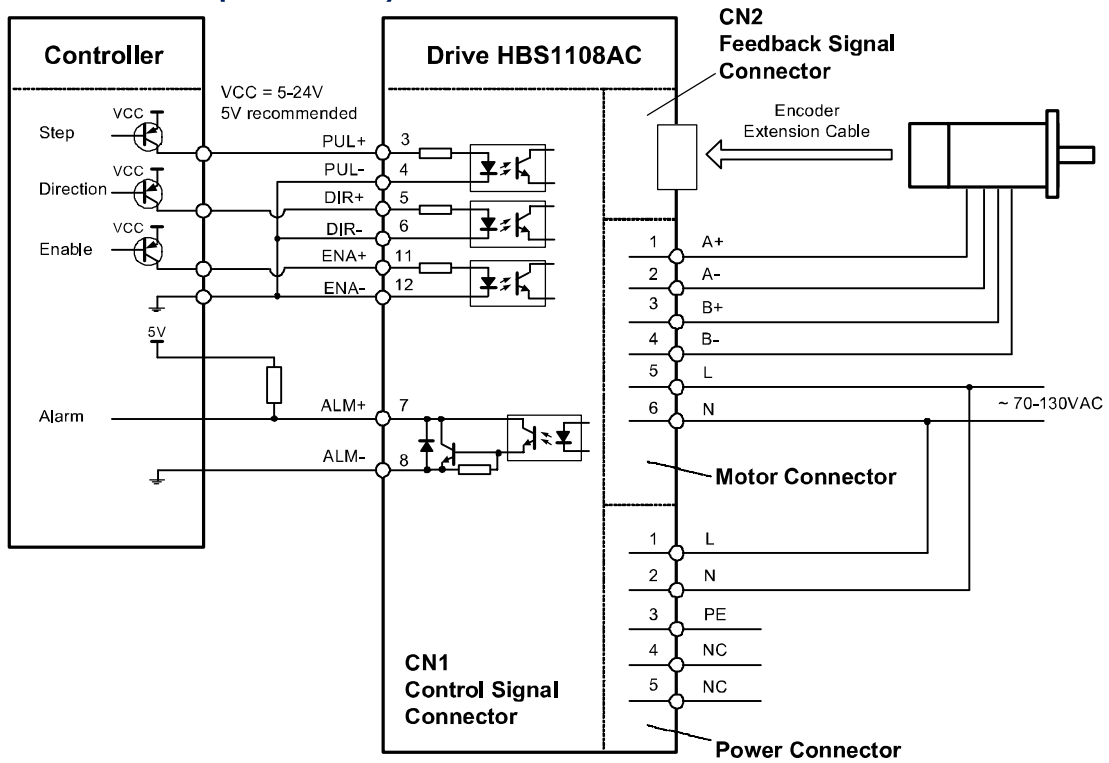 CN2
Feedback Signal
Connector
Controller
Drive HBS1108AC
VCC = 5-24V
5V recommended
Encoder
Extension Cable
VCC
Step
PUL+
3
PUL-
4
VCC
Direction
DIR+
5
DIR-
6
VCC
Enable
ENA+
11
ENA-
12
1
A+
2
A-
3
B+
4
B-
5
L
6
N
~ 70-130VAC
5V
Alarm
ALM+
7
ALM-
8
Motor Connector
1
L
2
N
3
PE
4
NC
5
NC
CN1
Control Signal
Connector
Power Connector